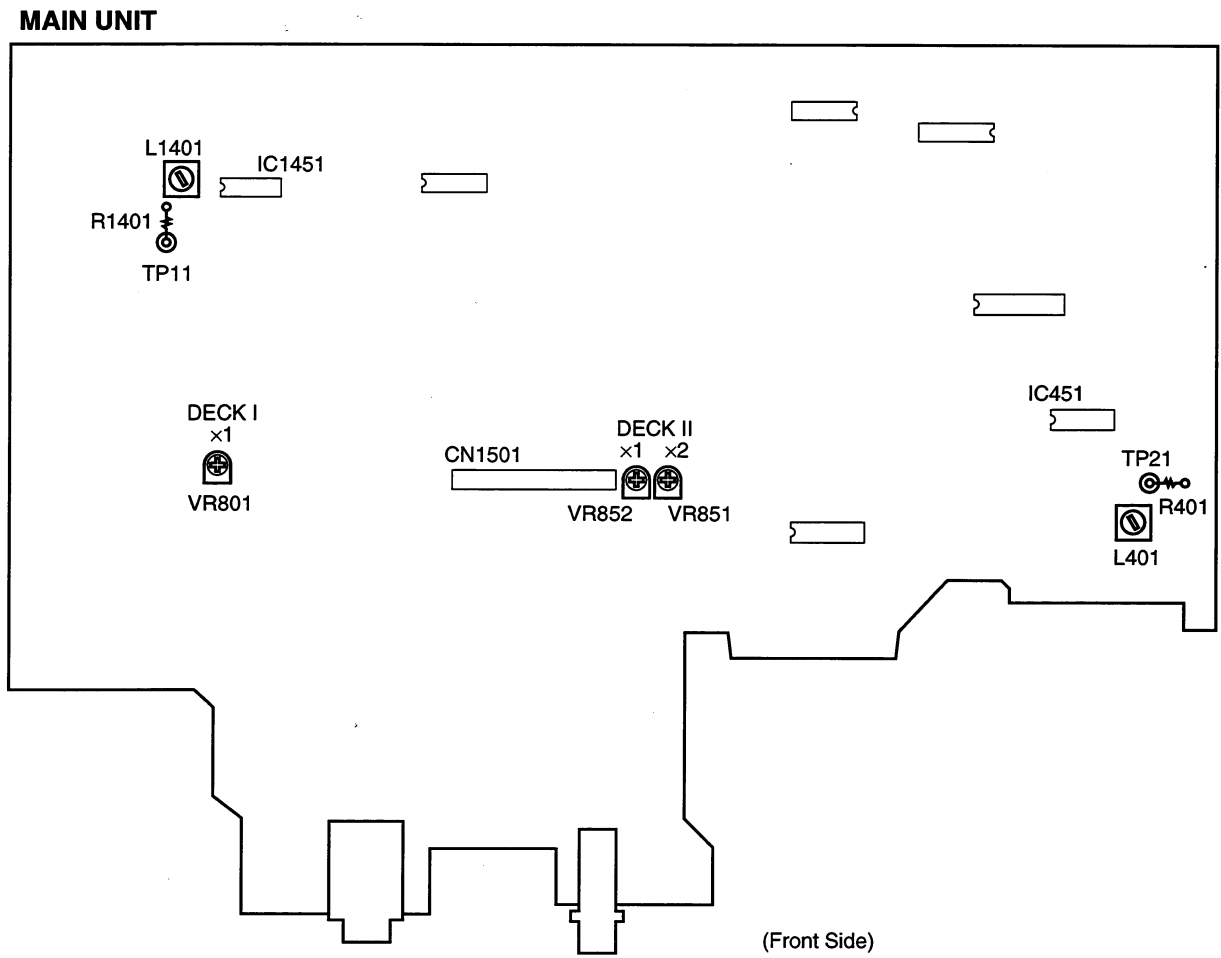 MAIN UNIT
L1401
IC1451
R1401
TP11
DECK I
×1
VR801
CN1501
DECK II
×1 ×2
VR852 VR851
IC451
TP21
R401
L401
(Front Side)